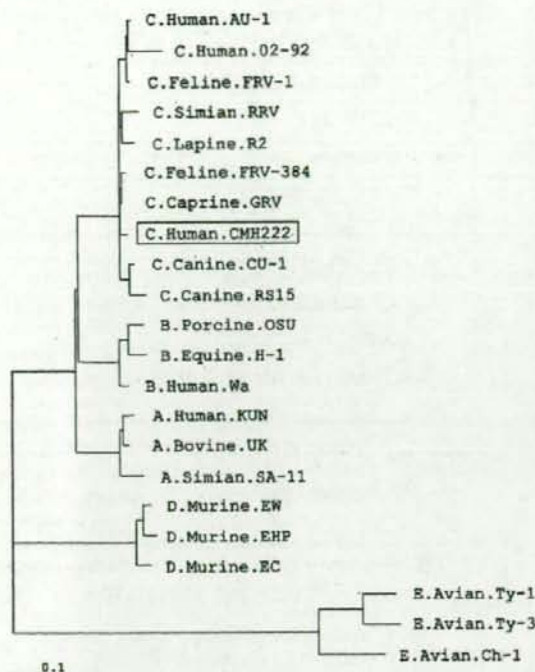 C.Human.AU-1
C.Human.02-92
C.Feline.FRV-1
C.Simian.RRV
C.Lapine.R2
C.Feline.FRV-384
C.Caprine.GRV
C.Human.CMH222
C.Canine.CU-1
C.Canine.RS15
B.Porcine.OSU
B.Equine.H-1
B.Human.Wa
A.Human.KUN
A.Bovine.UK
A.Simian.SA-11
D.Murine.EW
D.Murine.EHP
D.Murine.EC
E.Avian.Ty-1
E.Avian.Ty-3
E.Avian.Ch-1
0.1